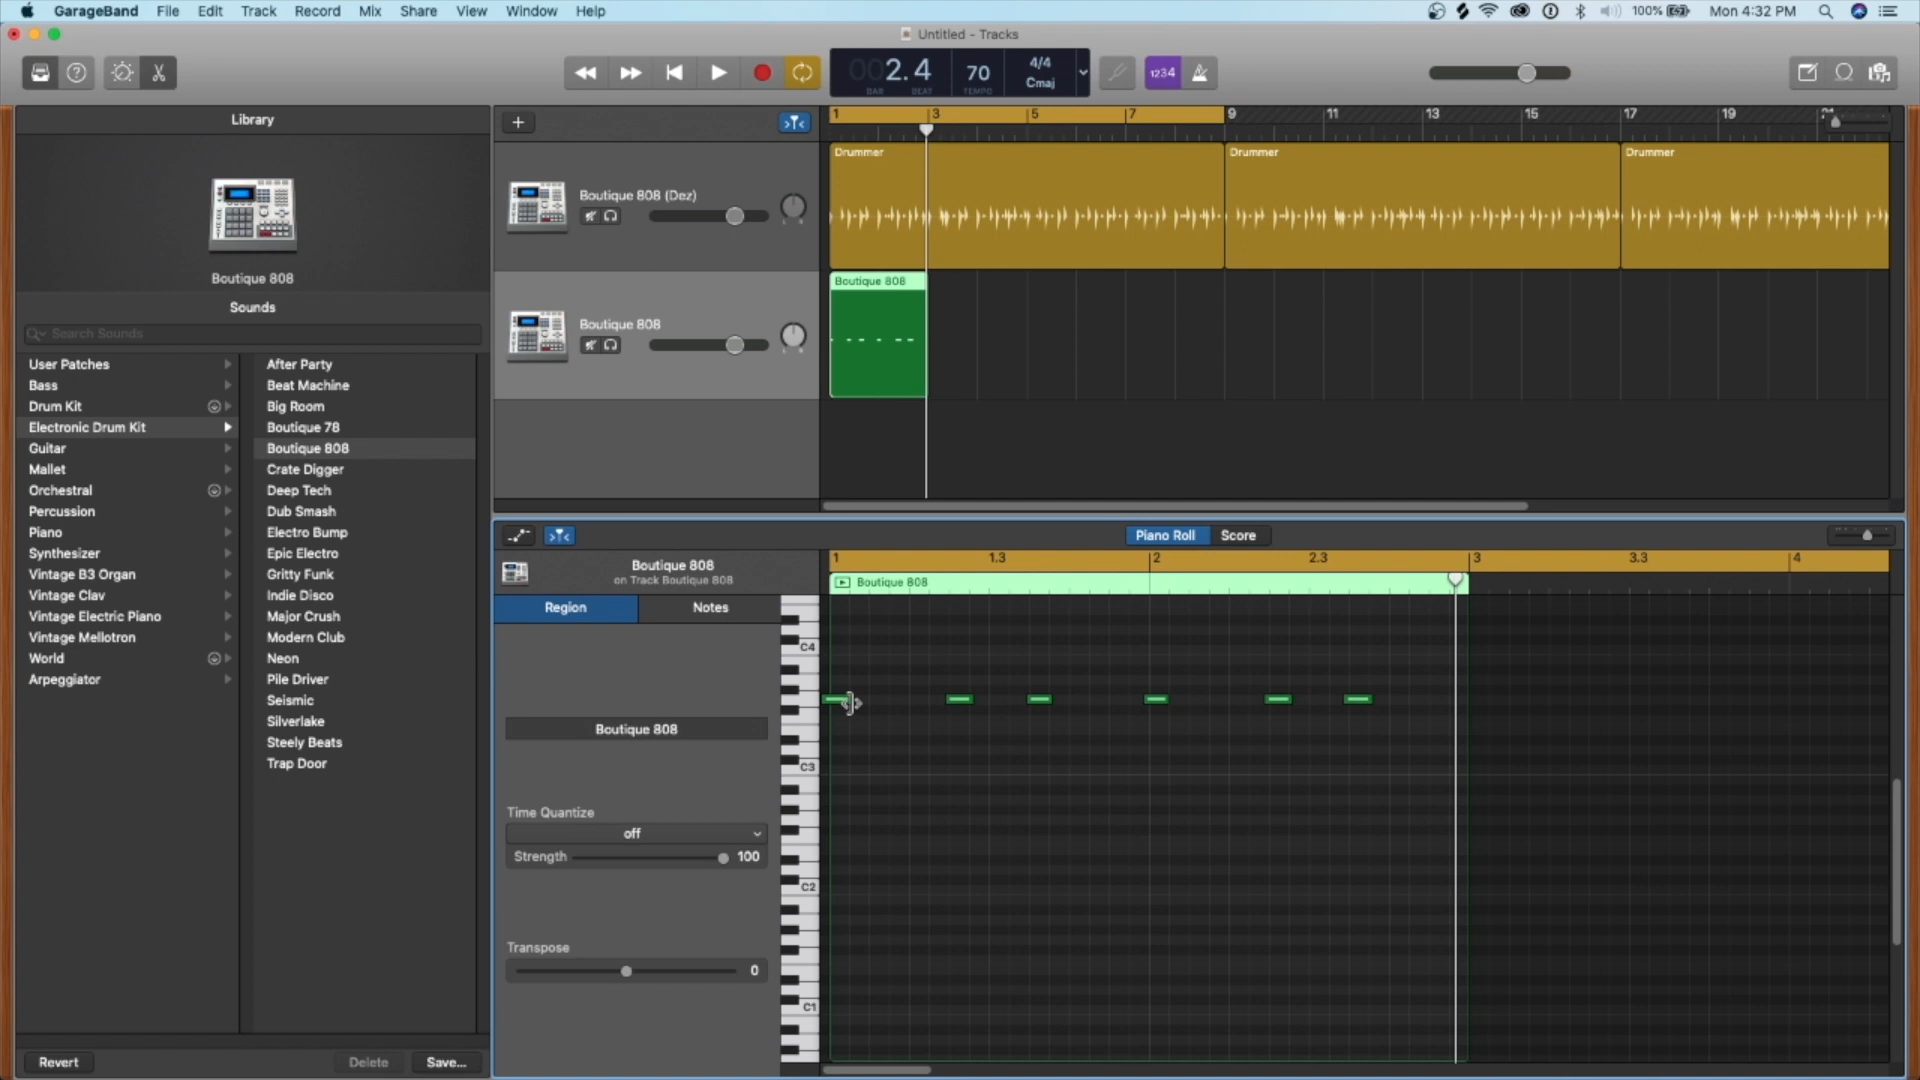 GarageBand File Edit Track Record Mix Share View Window Help 100% Mon 4:32 PM
Untitled - Tracks
002.4 70 4/4 Cmaj 1234
BAR BEAT TEMPO
Library
Boutique 808
Sounds
Search Sounds
User Patches
Bass
Drum Kit
Electronic Drum Kit
Guitar
Mallet
Orchestral
Percussion
Piano
Synthesizer
Vintage B3 Organ
Vintage Clav
Vintage Electric Piano
Vintage Mellotron
World
Arpeggiator
After Party
Beat Machine
Big Room
Boutique 78
Boutique 808
Crate Digger
Deep Tech
Dub Smash
Electro Bump
Epic Electro
Gritty Funk
Indie Disco
Major Crush
Modern Club
Neon
Pile Driver
Seismic
Silverlake
Steely Beats
Trap Door
Revert Delete Save...
1 3 5 7 9 11 13 15 17 19
Boutique 808 (Dez)
L R
Drummer Drummer Drummer
Boutique 808
L R
Boutique 808
Piano Roll Score
Boutique 808
on Track Boutique 808
Region Notes
Boutique 808
Time Quantize
off
Strength 100
Transpose
0
1 1.3 2 2.3 3 3.3 4
Boutique 808
C4
C3
C2
C1